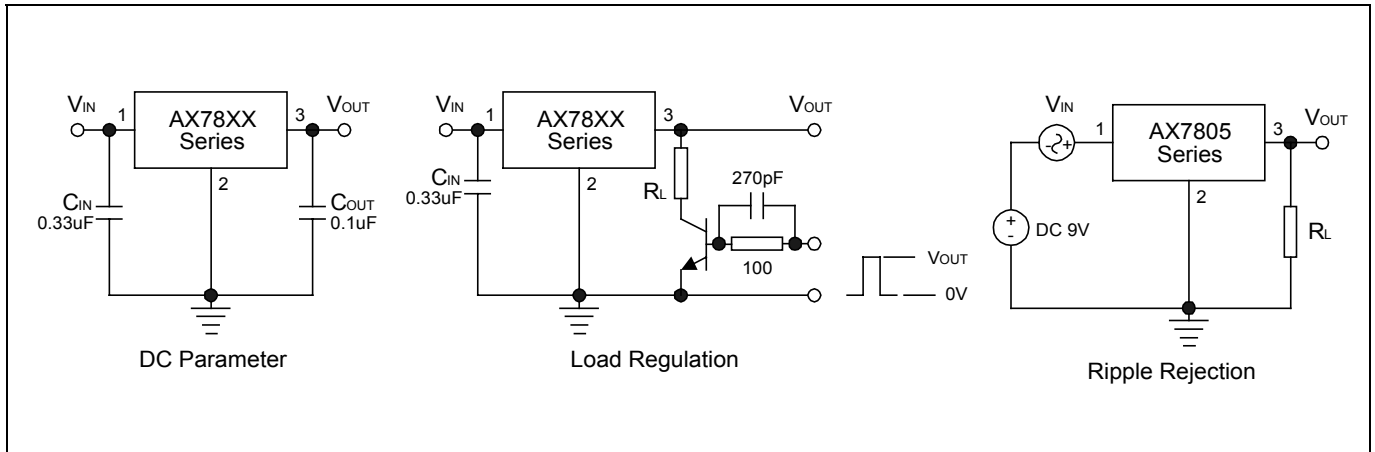 VIN
1
AX78XX
Series
3
VOUT
2
CIN
0.33uF
COUT
0.1uF
DC Parameter
VIN
1
AX78XX
Series
3
VOUT
2
CIN
0.33uF
RL
270pF
100
VOUT
0V
Load Regulation
VIN
1
AX7805
Series
3
VOUT
2
+
-
DC 9V
RL
- +
Ripple Rejection